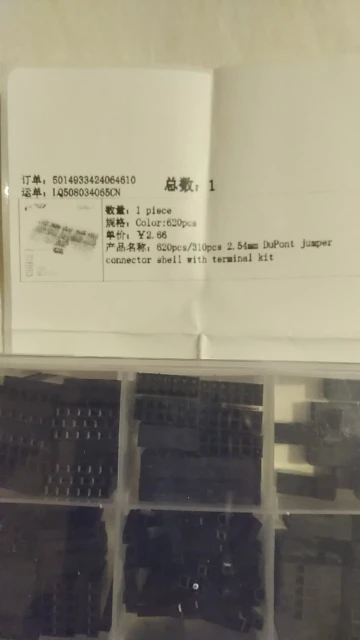 订单: 5014933424064610
总数: 1
运单: LQ508034065CN
数量: 1 piece
规格: Color:620pcs
单价: ￥2.66
产品名称: 620pcs/310pcs 2.54mm DuPont jumper
connector shell with terminal kit